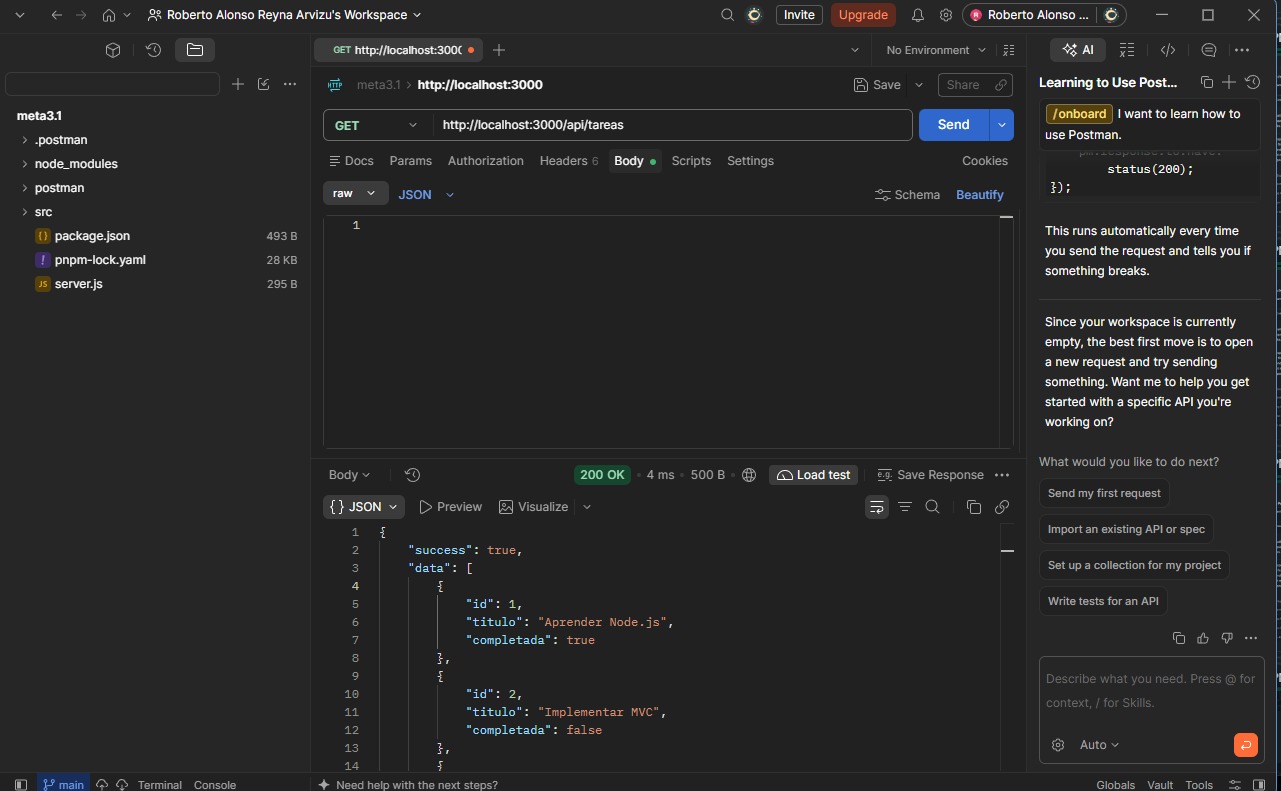 Roberto Alonso Reyna Arvizu's Workspace
Invite
Upgrade
R
Roberto Alonso ...
meta3.1
.postman
node_modules
postman
src
{} package.json 493 B
! pnpm-lock.yaml 28 KB
JS server.js 295 B
GET http://localhost:3000
No Environment
HTTP meta3.1 > http://localhost:3000
Save
Share
GET
http://localhost:3000/api/tareas
Send
Docs Params Authorization Headers 6 Body Scripts Settings Cookies
raw JSON Schema Beautify
1
Body 200 OK 4 ms 500 B Load test e.g. Save Response
{} JSON Preview Visualize
1 {
2 "success": true,
3 "data": [
4 {
5 "id": 1,
6 "titulo": "Aprender Node.js",
7 "completada": true
8 },
9 {
10 "id": 2,
11 "titulo": "Implementar MVC",
12 "completada": false
13 },
14 {
AI
Learning to Use Post...
/onboard I want to learn how to
use Postman.
status(200);
});
This runs automatically every time
you send the request and tells you if
something breaks.
Since your workspace is currently
empty, the best first move is to open
a new request and try sending
something. Want me to help you get
started with a specific API you're
working on?
What would you like to do next?
Send my first request
Import an existing API or spec
Set up a collection for my project
Write tests for an API
Describe what you need. Press @ for
context, / for Skills.
Auto
main Terminal Console
Need help with the next steps?
Globals Vault Tools